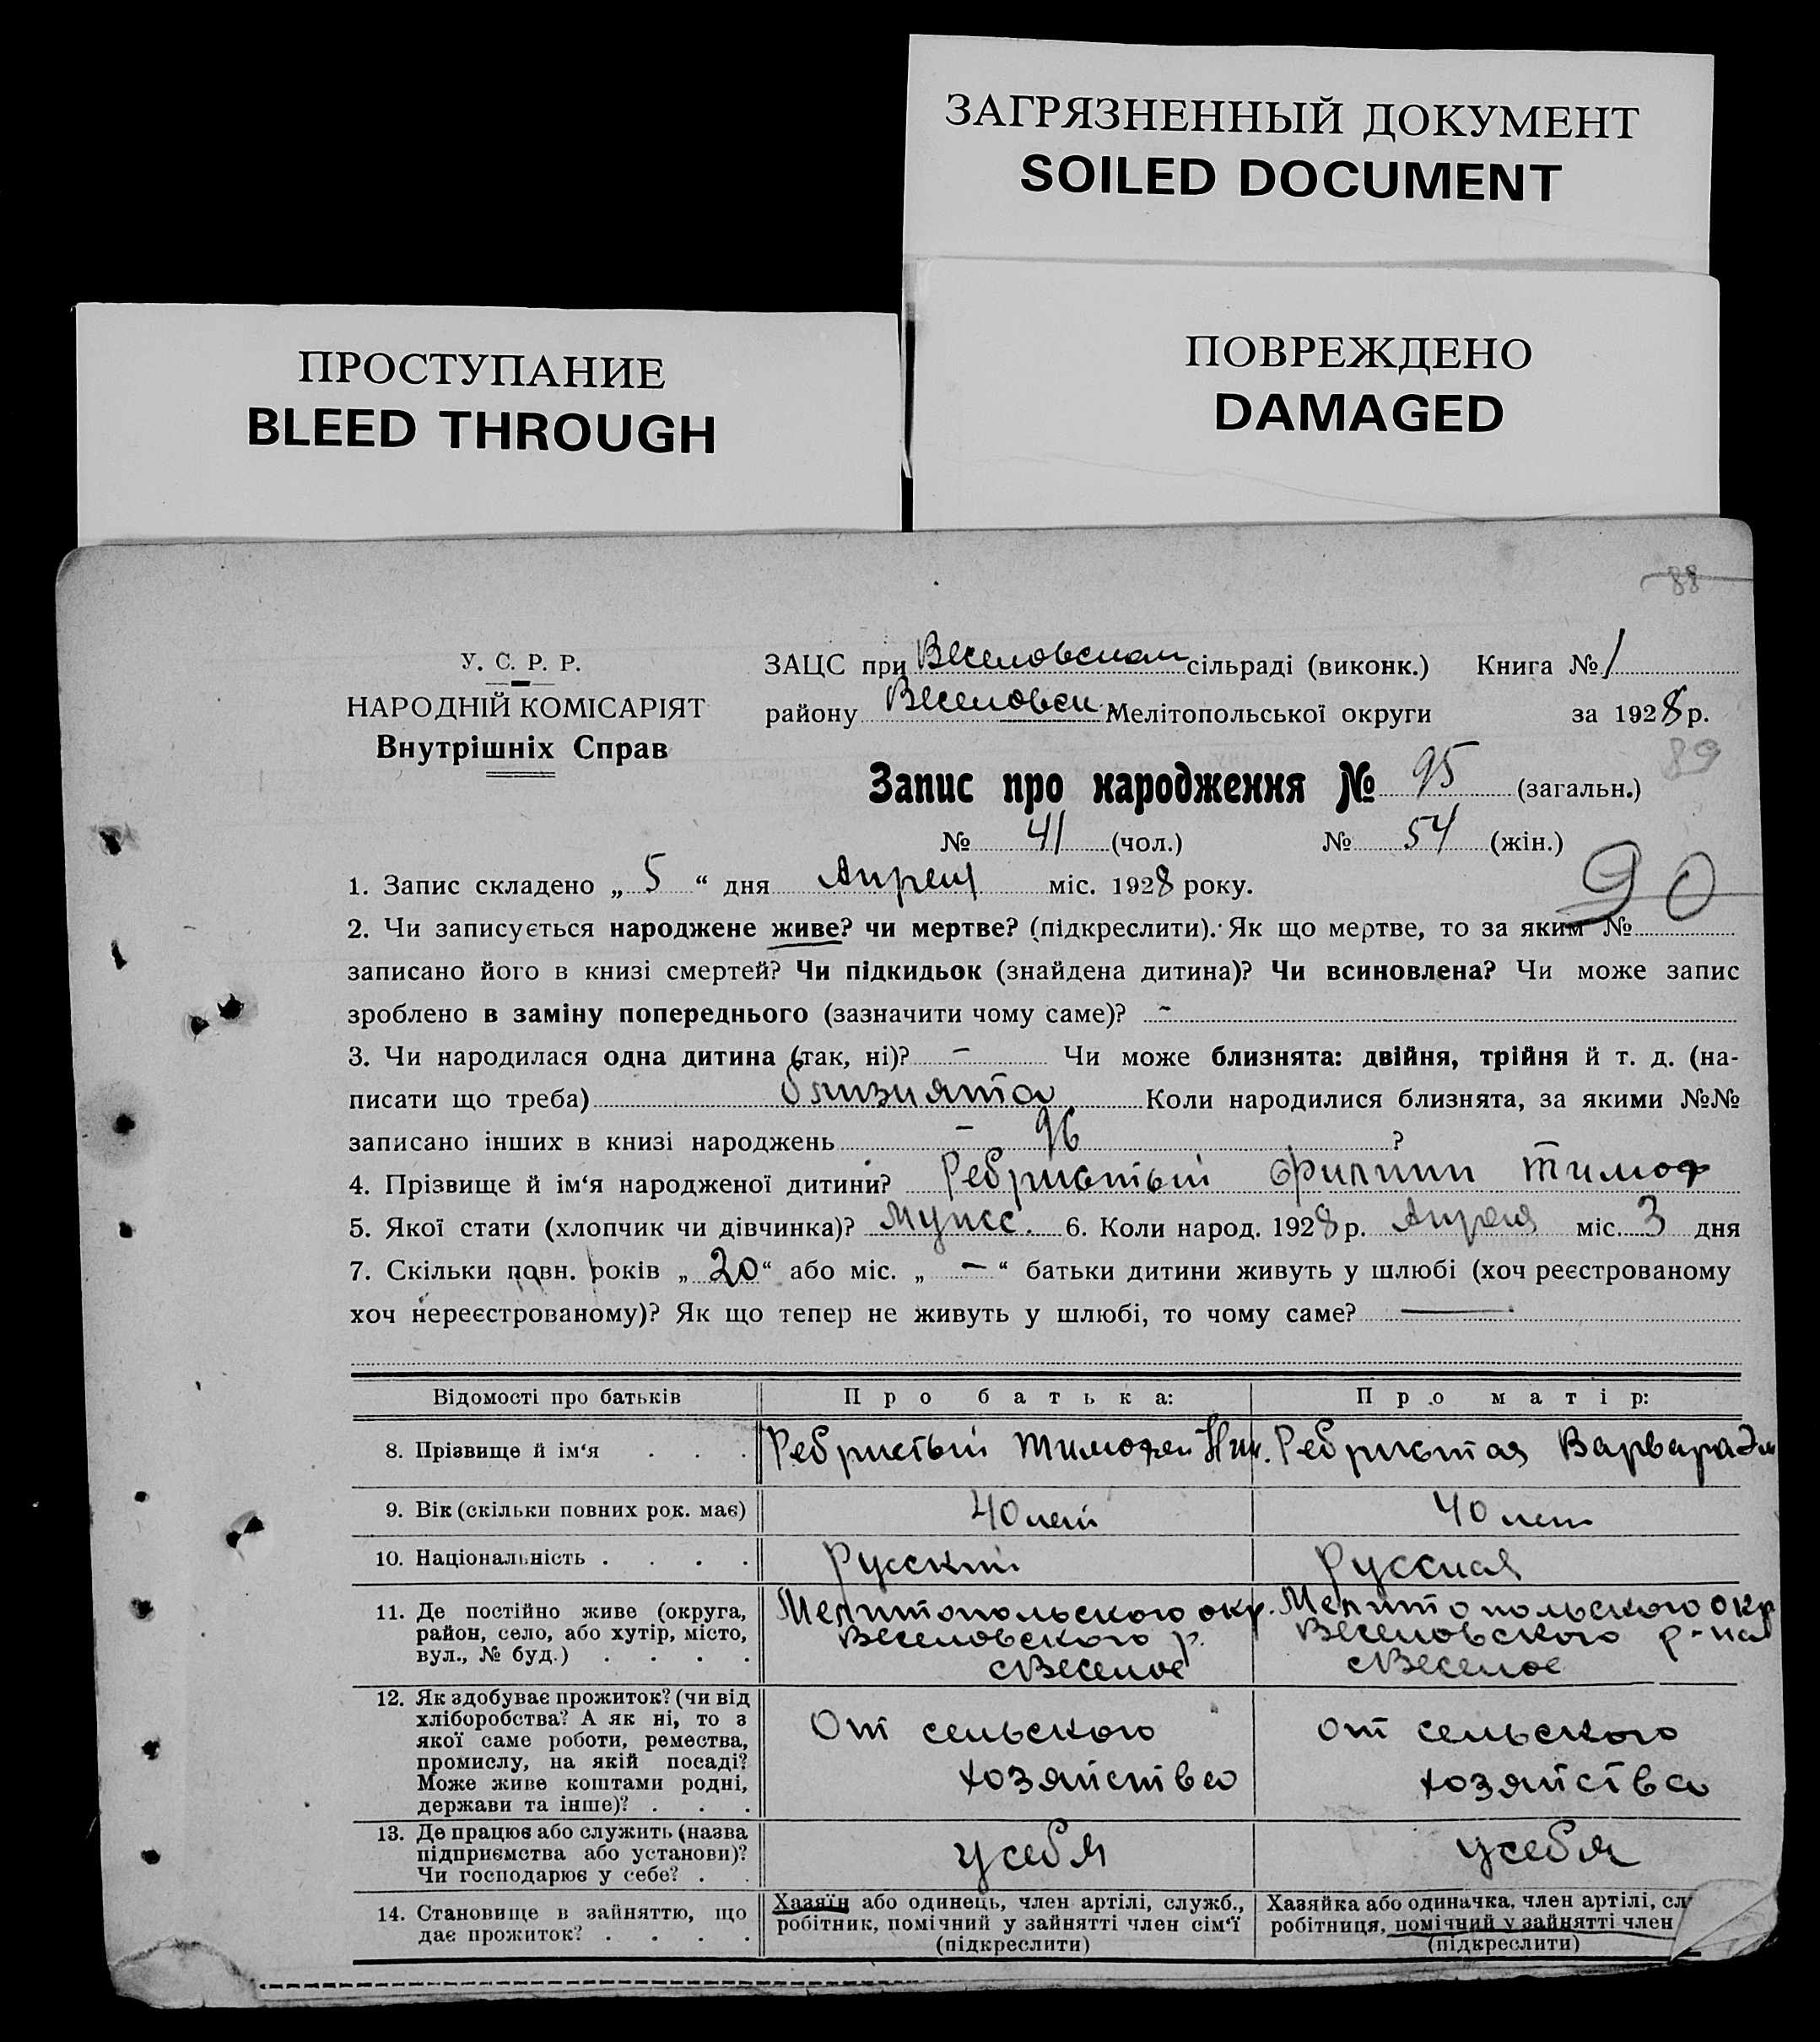 ЗАГРЯЗНЕННЫЙ ДОКУМЕНТ
SOILED DOCUMENT
ПРОСТУПАНИЕ
BLEED THROUGH
ПОВРЕЖДЕНО
DAMAGED
88
У. С. Р. Р.
НАРОДНІЙ КОМІСАРІЯТ
Внутрішніх Справ
ЗАЦС при Веселовском сільраді (виконк.) Книга № 1
району Веселовск. Мелітопольської округи за 1928 р.
89
Запис про народження № 95 (загальн.)
№ 41 (чол.) № 54 (жін.)
90
1. Запис складено „ 5 “ дня Апреля міс. 1928 року.
2. Чи записується народжене живе? чи мертве? (підкреслити). Як що мертве, то за яким №
записано його в книзі смертей? Чи підкидьок (знайдена дитина)? Чи всиновлена? Чи може запис
зроблено в заміну попереднього (зазначити чому саме)? –
3. Чи народилася одна дитина (так, ні)? – Чи може близнята: двійня, трійня й т. д. (на-
писати що треба) близнята Коли народилися близнята, за якими №№
записано інших в книзі народжень – 96 ?
4. Прізвище й ім‘я народженої дитини? Ребристый Филипп Тимоф
5. Якої стати (хлопчик чи дівчинка)? Мужск. 6. Коли народ. 1928 р. Апреля міс. 3 дня
7. Скільки повн. років „ 20 “ або міс. „ – “ батьки дитини живуть у шлюбі (хоч реєстрованому
хоч нереєстрованому)? Як що тепер не живуть у шлюбі, то чому саме? —
Відомості про батьків Про батька: Про матір:
8. Прізвище й ім‘я . . . Ребристый Тимофей Ник. Ребристая Варвара
9. Вік (скільки повних рок. має) 40 лет 40 лет
10. Національність . . . . Русский Русская
11. Де постійно живе (округа,
район, село, або хутір, місто,
вул., № буд.) . . . .
Мелитопольского окр.
Веселовского р.
с Веселое
Мелитопольского окр
Веселовского р-на
с Веселое
12. Як здобуває прожиток? (чи від
хліборобства? А як ні, то з
якої саме роботи, ремества,
промислу, на якій посаді?
Може живе коштами родні,
держави та інше)? . . .
От сельского
хозяйства
от сельского
хозяйства
13. Де працює або служить (назва
підприємства або установи)?
Чи господарює у себе? . .
у себя
у себя
14. Становище в зайняттю, що
дає прожиток? . . . .
Хазяїн або одинець, член артілі, служб.,
робітник, помічний у зайнятті член сім‘ї
(підкреслити)
Хазяйка або одиначка, член артілі, сл
робітниця, помічний у зайнятті член
(підкреслити)